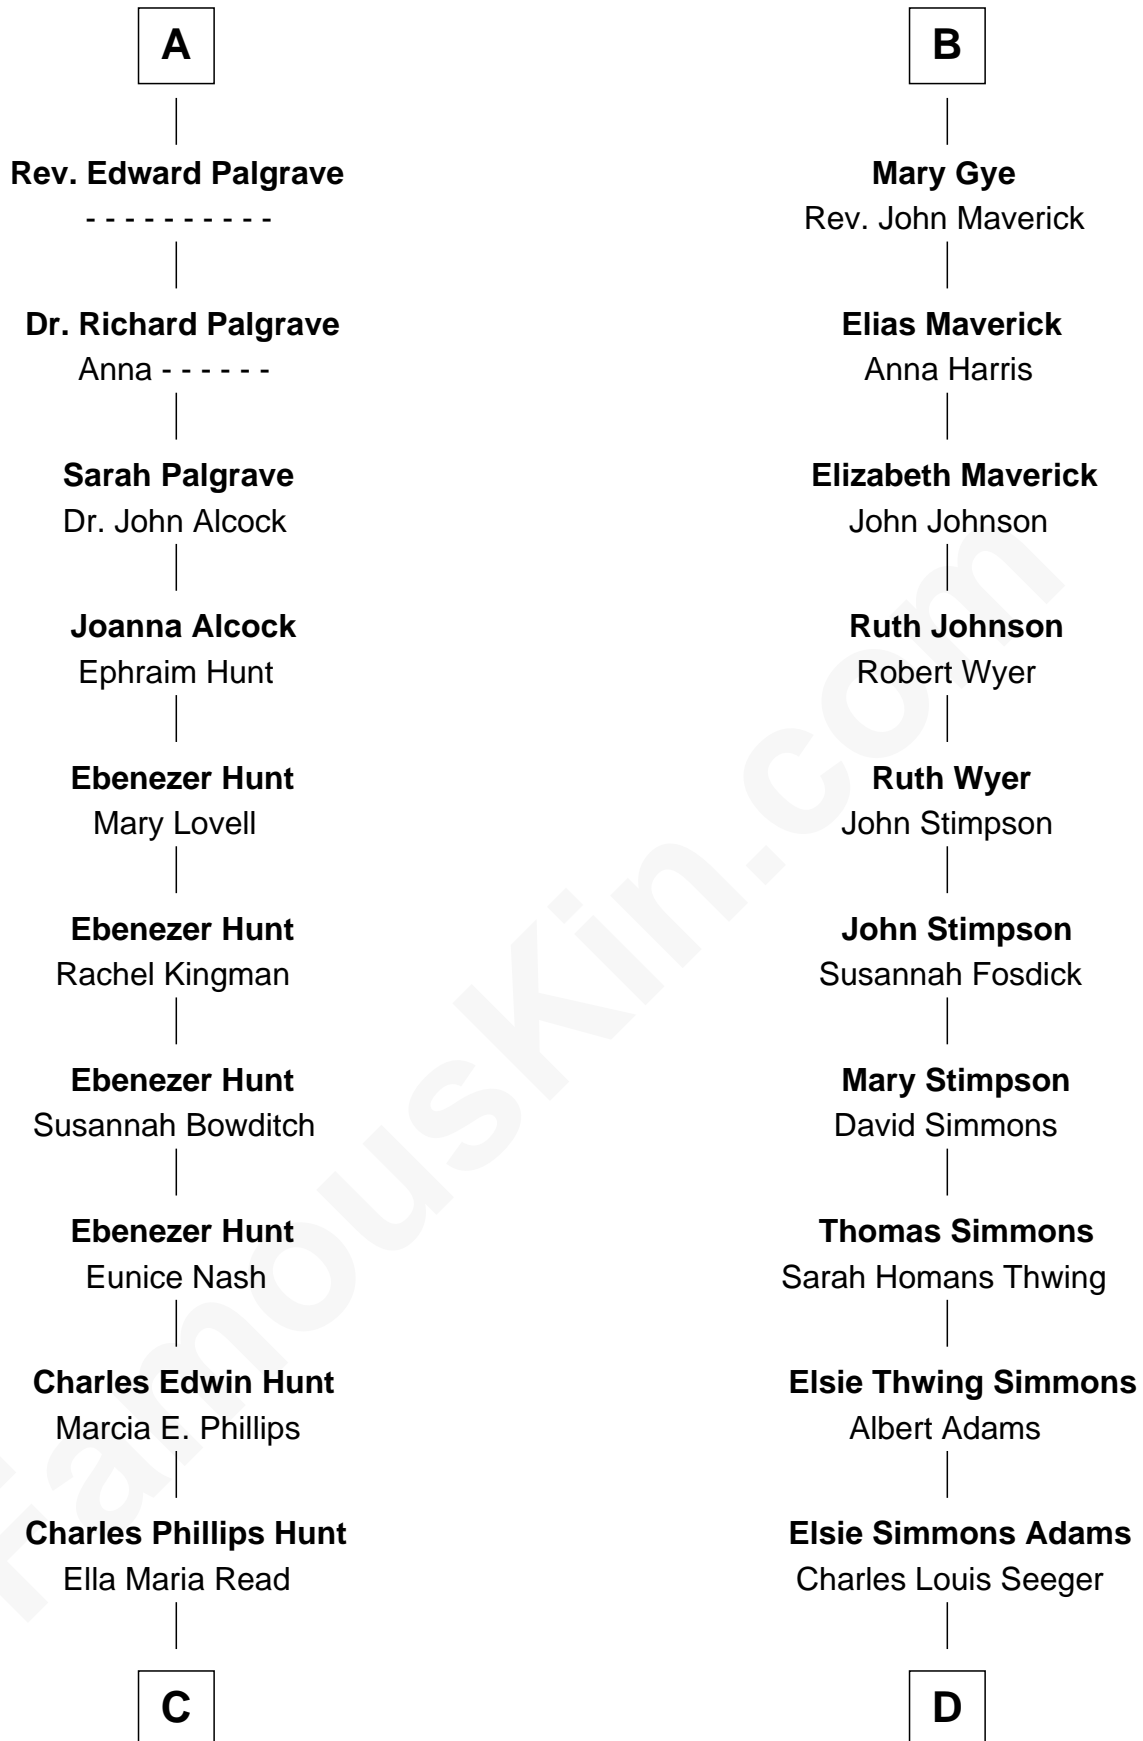 A
Rev. Edward Palgrave
- - - - - - - - - -
Dr. Richard Palgrave
Anna - - - - - -
Sarah Palgrave
Dr. John Alcock
Joanna Alcock
Ephraim Hunt
Ebenezer Hunt
Mary Lovell
Ebenezer Hunt
Rachel Kingman
Ebenezer Hunt
Susannah Bowditch
Ebenezer Hunt
Eunice Nash
Charles Edwin Hunt
Marcia E. Phillips
Charles Phillips Hunt
Ella Maria Read
C
B
Mary Gye
Rev. John Maverick
Elias Maverick
Anna Harris
Elizabeth Maverick
John Johnson
Ruth Johnson
Robert Wyer
Ruth Wyer
John Stimpson
John Stimpson
Susannah Fosdick
Mary Stimpson
David Simmons
Thomas Simmons
Sarah Homans Thwing
Elsie Thwing Simmons
Albert Adams
Elsie Simmons Adams
Charles Louis Seeger
D
FamousKin.com